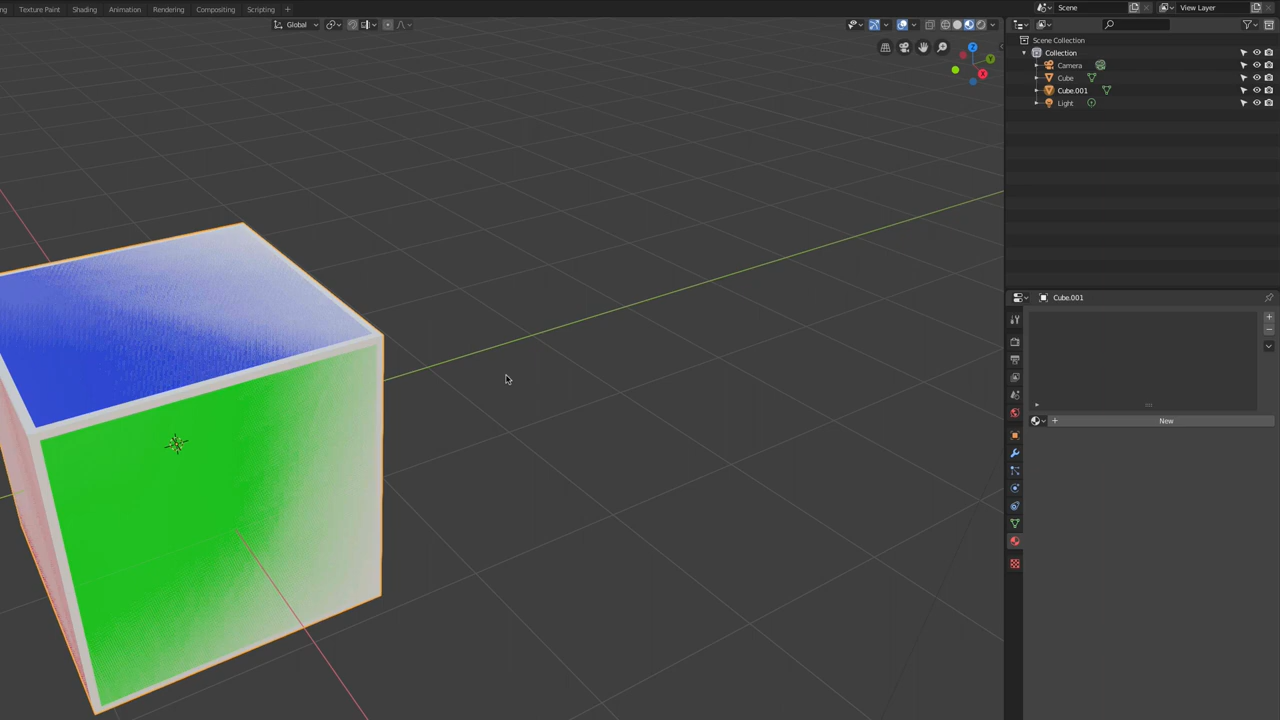 ng Texture Paint Shading Animation Rendering Compositing Scripting + Scene View Layer
Global
Scene Collection
Collection
Camera
Cube
Cube.001
Light
Z
Y
X
Cube.001
New